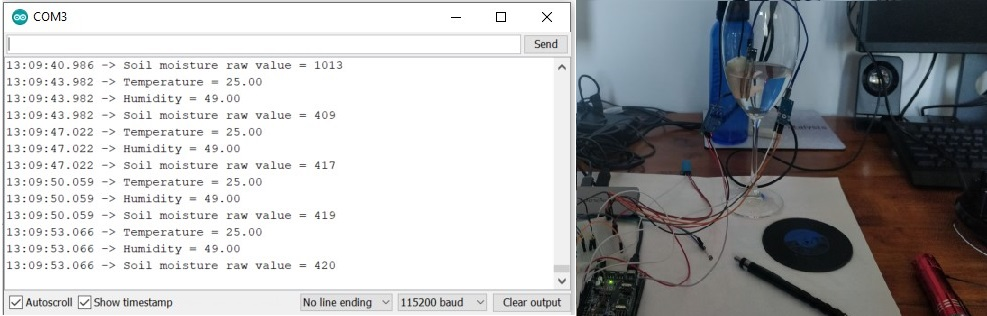 COM3
Send
13:09:40.986 -> Soil moisture raw value = 1013
13:09:43.982 -> Temperature = 25.00
13:09:43.982 -> Humidity = 49.00
13:09:43.982 -> Soil moisture raw value = 409
13:09:47.022 -> Temperature = 25.00
13:09:47.022 -> Humidity = 49.00
13:09:47.022 -> Soil moisture raw value = 417
13:09:50.059 -> Temperature = 25.00
13:09:50.059 -> Humidity = 49.00
13:09:50.059 -> Soil moisture raw value = 419
13:09:53.066 -> Temperature = 25.00
13:09:53.066 -> Humidity = 49.00
13:09:53.066 -> Soil moisture raw value = 420
Autoscroll Show timestamp No line ending 115200 baud Clear output